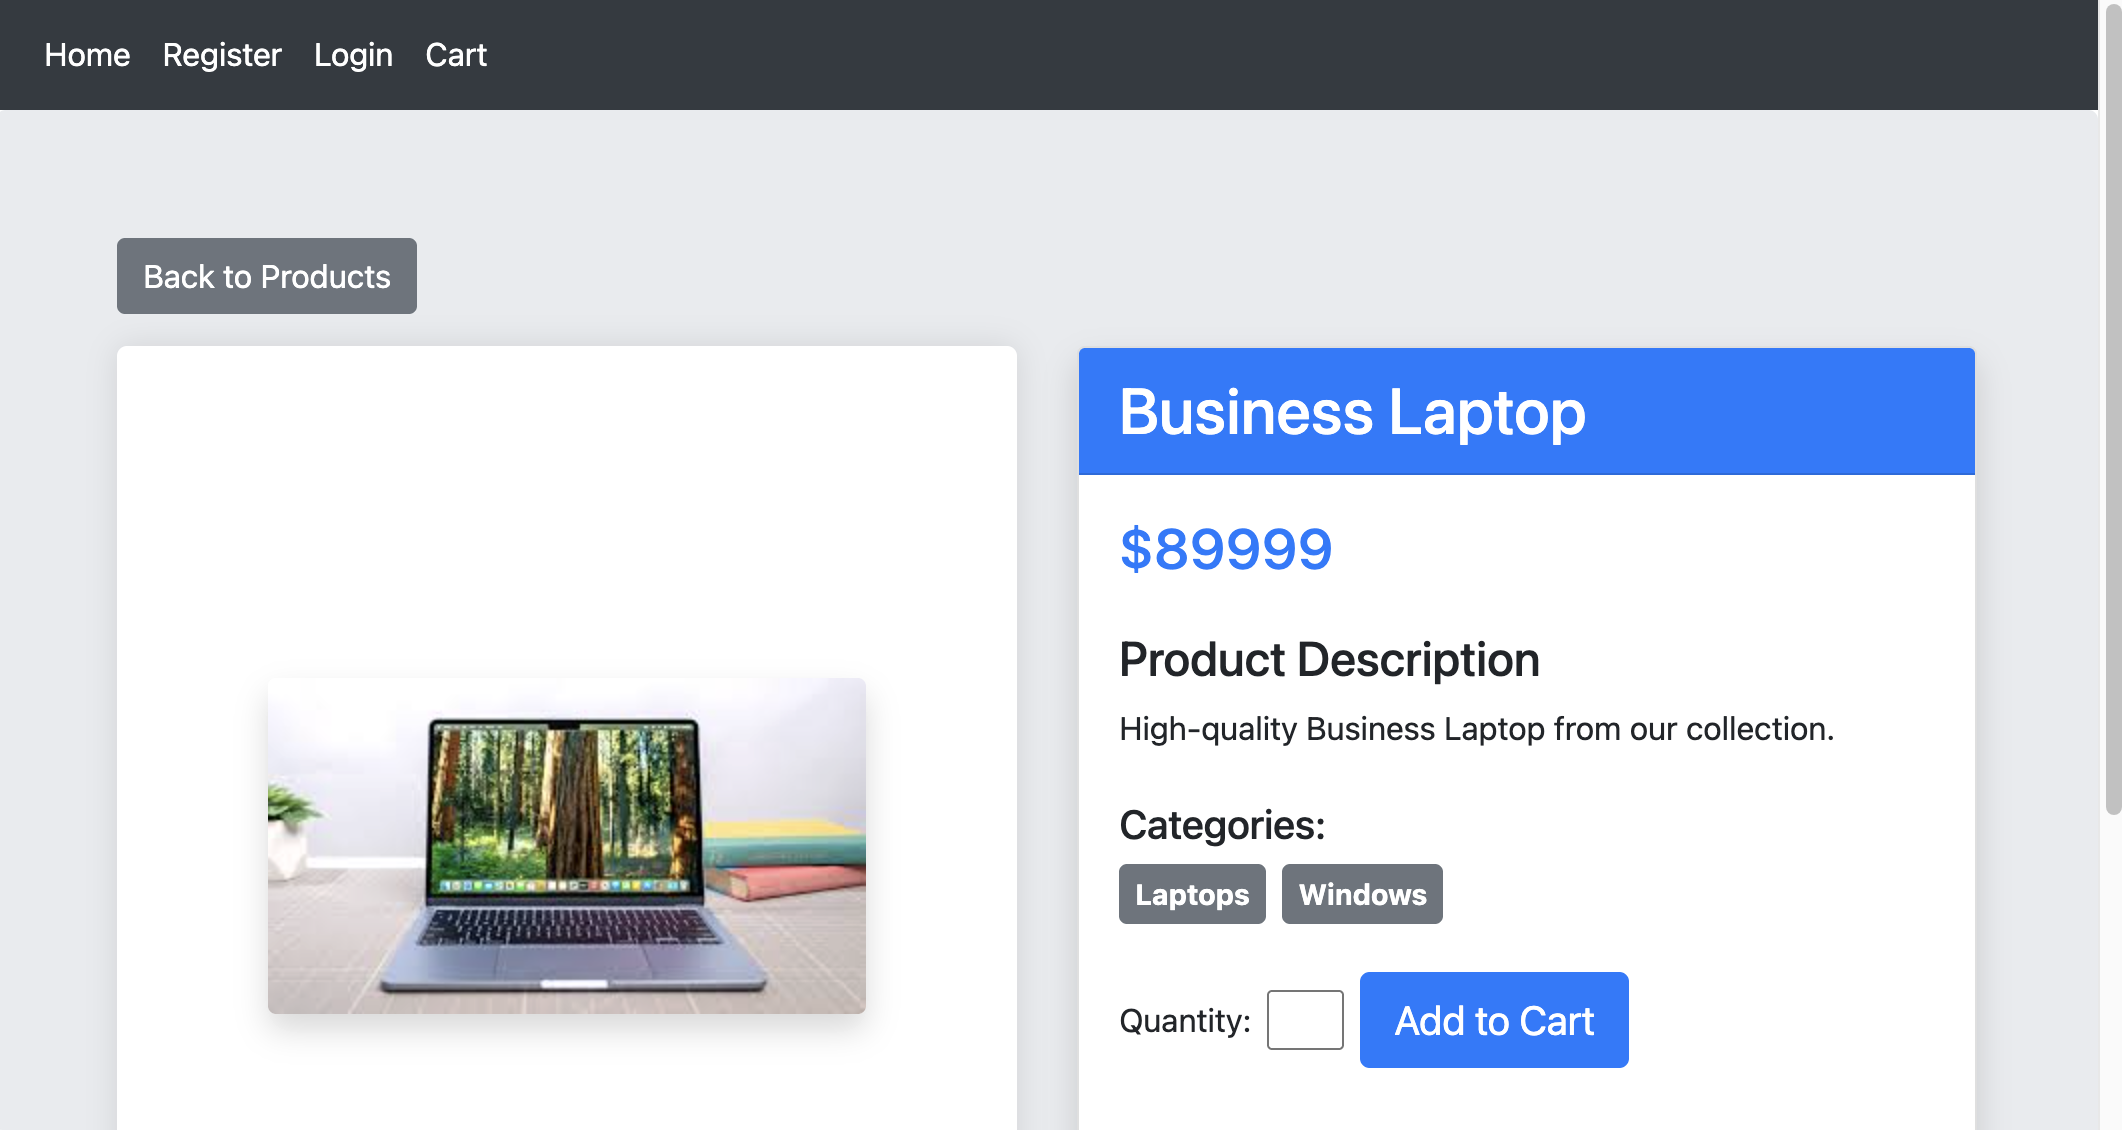 Home Register Login Cart
Back to Products
Business Laptop
$89999
Product Description
High-quality Business Laptop from our collection.
Categories:
Laptops Windows
Quantity: Add to Cart